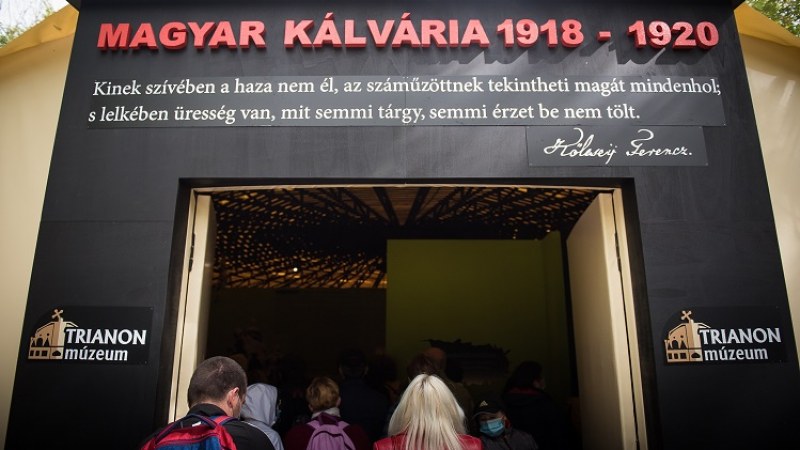 MAGYAR KÁLVÁRIA 1918 - 1920
Kinek szívében a haza nem él, az száműzöttnek tekintheti magát mindenhol;
s lelkében üresség van, mit semmi tárgy, semmi érzet be nem tölt.
Kölcsey Ferencz.
TRIANON
múzeum
TRIANON
múzeum